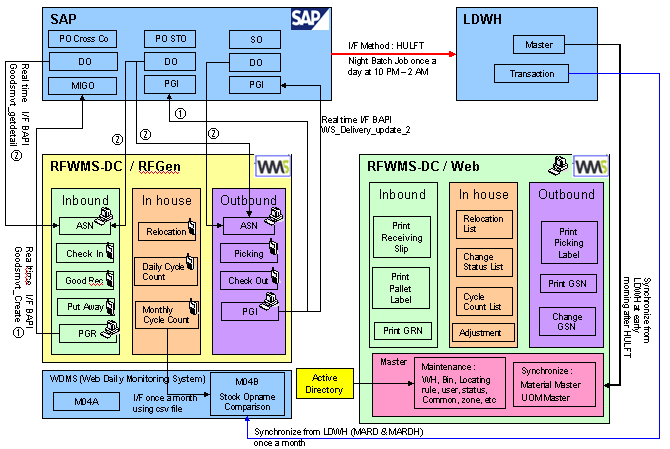 SAP
SAP
PO Cross Co
PO STO
SO
DO
DO
DO
MIGO
PGI
PGI
I/F Method : HULFT
Night Batch Job once a
day at 10 PM – 2 AM
LDWH
Master
Transaction
Real time I/F BAPI
Goodsmvt_getdetail
②
②
②
②
①
Real time I/F BAPI
WS_Delivery_update_2
RFWMS-DC / RFGen
WMS
Inbound
ASN
Check In
Good Rec
Put Away
PGR
In house
Relocation
Daily Cycle
Count
Monthly
Cycle Count
Outbound
ASN
Picking
Check Out
PGI
Real time I/F BAPI
Goodsmvt_Create
①
RFWMS-DC / Web
WMS
Inbound
Print
Receiving
Slip
Print
Pallet
Label
Print GRN
In house
Relocation
List
Change
Status List
Cycle
Count List
Adjustment
Outbound
Print
Picking
Label
Print GSN
Change
GSN
Master
Maintenance :
WH, Bin, Locating
rule, user, status,
Common, zone, etc
Synchronize :
Material Master
UOM Master
Synchronize from
LDWH at early
morning after HULFT
Active
Directory
WDMS (Web Daily Monitoring System)
M04A
I/F once a month
using csv file
M04B
Stock Opname
Comparison
Synchronize from LDWH (MARD & MARDH)
once a month